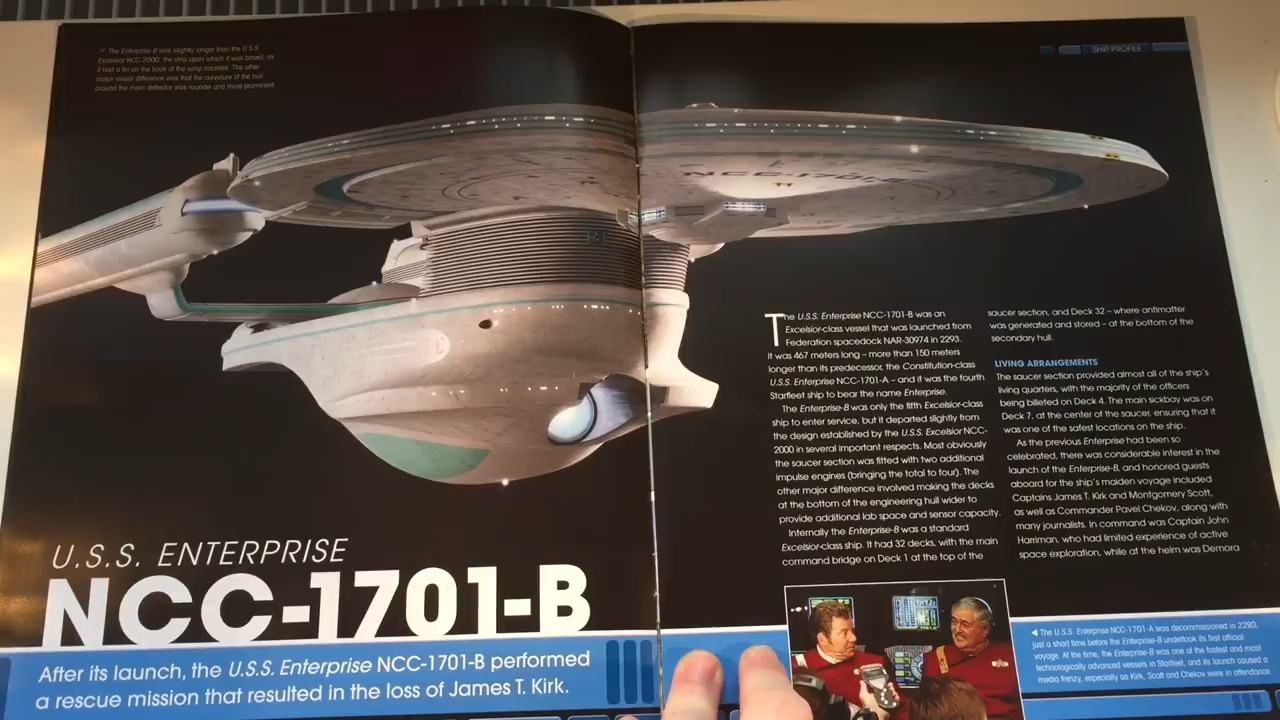 The Enterprise-B was slightly longer than the U.S.S.
Excelsior NCC-2000, the ship upon which it was based, as
it had a fin on the back of the warp nacelles. The other
major visual difference was that the curvature of the hull
around the main deflector was rounder and more prominent.
SHIP PROFILE
NCC-1701-B
U.S.S. ENTERPRISE
NCC-1701-B
After its launch, the U.S.S. Enterprise NCC-1701-B performed
a rescue mission that resulted in the loss of James T. Kirk.
The U.S.S. Enterprise NCC-1701-B was an
Excelsior-class vessel that was launched from
Federation spacedock NAR-30974 in 2293.
It was 467 meters long – more than 150 meters
longer than its predecessor, the Constitution-class
U.S.S. Enterprise NCC-1701-A – and it was the fourth
Starfleet ship to bear the name Enterprise.
The Enterprise-B was only the fifth Excelsior-class
ship to enter service, but it departed slightly from
the design established by the U.S.S. Excelsior NCC-
2000 in several important respects. Most obviously
the saucer section was fitted with two additional
impulse engines (bringing the total to four). The
other major difference involved making the decks
at the bottom of the engineering hull wider to
provide additional lab space and sensor capacity.
Internally the Enterprise-B was a standard
Excelsior-class ship. It had 32 decks, with the main
command bridge on Deck 1 at the top of the
saucer section, and Deck 32 – where antimatter
was generated and stored – at the bottom of the
secondary hull.
LIVING ARRANGEMENTS
The saucer section provided almost all of the ship's
living quarters, with the majority of the officers
being billeted on Deck 4. The main sickbay was on
Deck 7, at the center of the saucer, ensuring that it
was one of the safest locations on the ship.
As the previous Enterprise had been so
celebrated, there was considerable interest in the
launch of the Enterprise-B, and honored guests
aboard for the ship's maiden voyage included
Captains James T. Kirk and Montgomery Scott,
as well as Commander Pavel Chekov, along with
many journalists. In command was Captain John
Harriman, who had limited experience of active
space exploration, while at the helm was Demora
The U.S.S. Enterprise NCC-1701-A was decommissioned in 2293,
just a short time before the Enterprise-B undertook its first official
voyage. At the time, the Enterprise-B was one of the fastest and most
technologically advanced vessels in Starfleet, and its launch caused a
media frenzy, especially as Kirk, Scott and Chekov were in attendance.